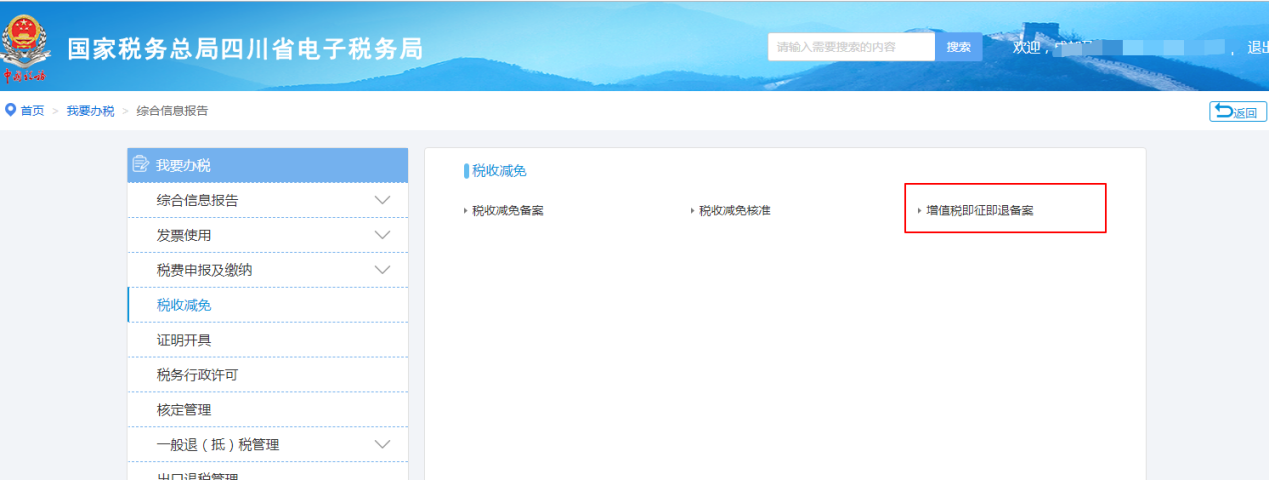 国家税务总局四川省电子税务局
请输入需要搜索的内容 搜索 欢迎， ，退出
中国税务
首页 > 我要办税 > 综合信息报告 返回
我要办税
综合信息报告
发票使用
税费申报及缴纳
税收减免
证明开具
税务行政许可
核定管理
一般退（抵）税管理
出口退税管理
税收减免
税收减免备案 税收减免核准 增值税即征即退备案